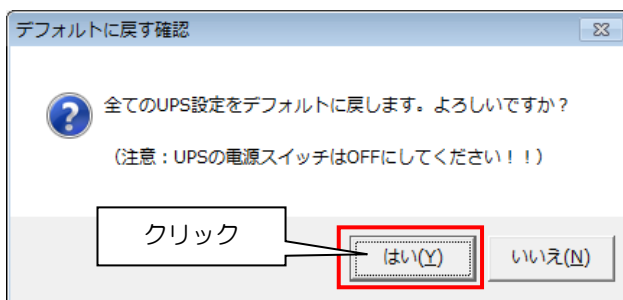 デフォルトに戻す確認
全てのUPS設定をデフォルトに戻します。よろしいですか？
（注意：UPSの電源スイッチはOFFにしてください！！）
クリック
はい(Y)
いいえ(N)